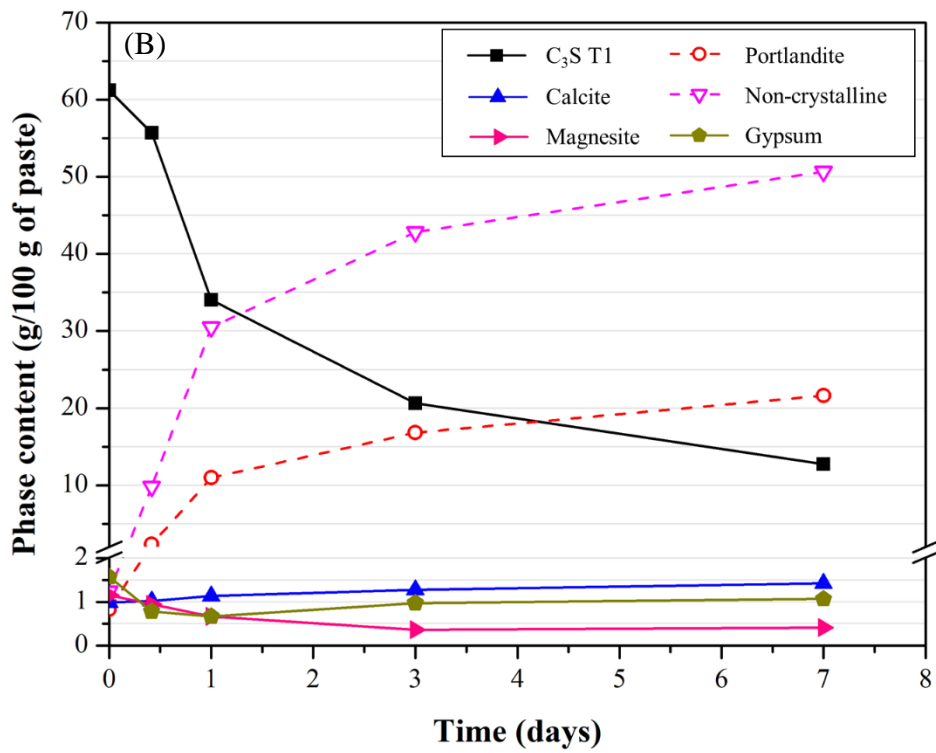 (B)
C₃S T1
Portlandite
Calcite
Non-crystalline
Magnesite
Gypsum
Phase content (g/100 g of paste)
70
60
50
40
30
20
10
2
1
0
0 1 2 3 4 5 6 7 8
Time (days)